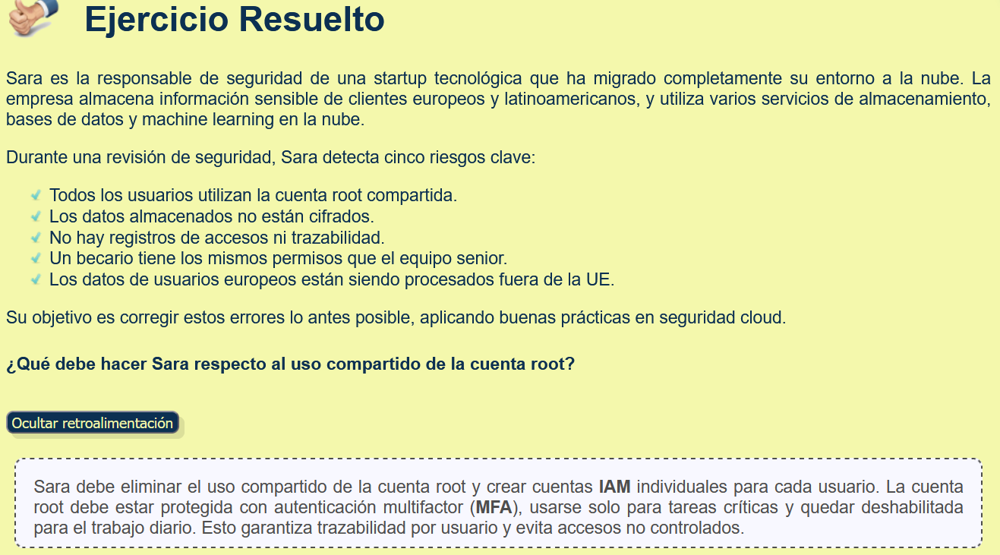 Ejercicio Resuelto
Sara es la responsable de seguridad de una startup tecnológica que ha migrado completamente su entorno a la nube. La
empresa almacena información sensible de clientes europeos y latinoamericanos, y utiliza varios servicios de almacenamiento,
bases de datos y machine learning en la nube.
Durante una revisión de seguridad, Sara detecta cinco riesgos clave:
Todos los usuarios utilizan la cuenta root compartida.
Los datos almacenados no están cifrados.
No hay registros de accesos ni trazabilidad.
Un becario tiene los mismos permisos que el equipo senior.
Los datos de usuarios europeos están siendo procesados fuera de la UE.
Su objetivo es corregir estos errores lo antes posible, aplicando buenas prácticas en seguridad cloud.
¿Qué debe hacer Sara respecto al uso compartido de la cuenta root?
Ocultar retroalimentación
Sara debe eliminar el uso compartido de la cuenta root y crear cuentas IAM individuales para cada usuario. La cuenta
root debe estar protegida con autenticación multifactor (MFA), usarse solo para tareas críticas y quedar deshabilitada
para el trabajo diario. Esto garantiza trazabilidad por usuario y evita accesos no controlados.